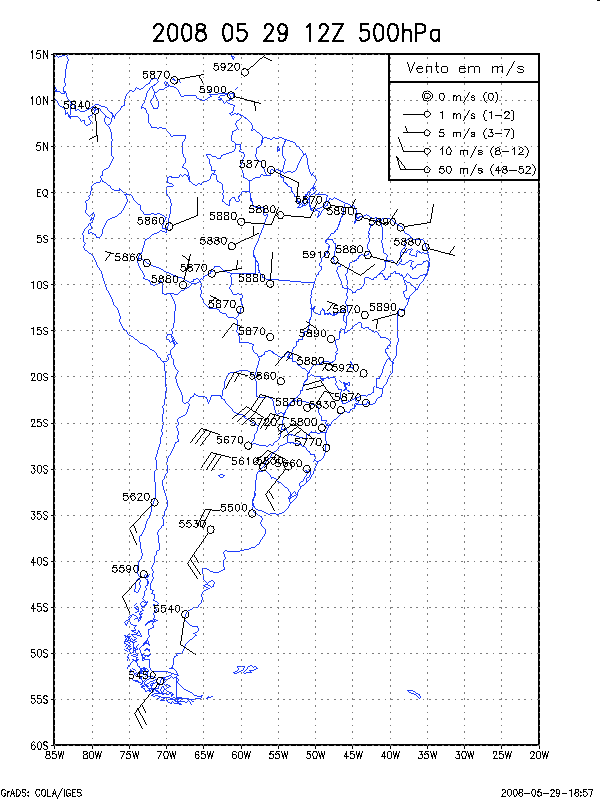 2008 05 29 12Z 500hPa
15N
10N
5N
EQ
5S
10S
15S
20S
25S
30S
35S
40S
45S
50S
55S
60S
Vento em m/s
0 m/s (0)
1 m/s (1-2)
5 m/s (3-7)
10 m/s (8-12)
50 m/s (48-52)
5920
5870
5900
5840
5870
5870
5890
5890
5880
5880
5860
5880
5880
5910
5880
5860
5870
5880
5880
5870
5870
5890
5870
5890
5880
5920
5860
5830
5830
5870
5720
5800
5670
5770
5610
5660
5620
5500
5530
5590
5540
5430
85W 80W 75W 70W 65W 60W 55W 50W 45W 40W 35W 30W 25W 20W
GrADS: COLA/IGES
2008-05-29-18:57